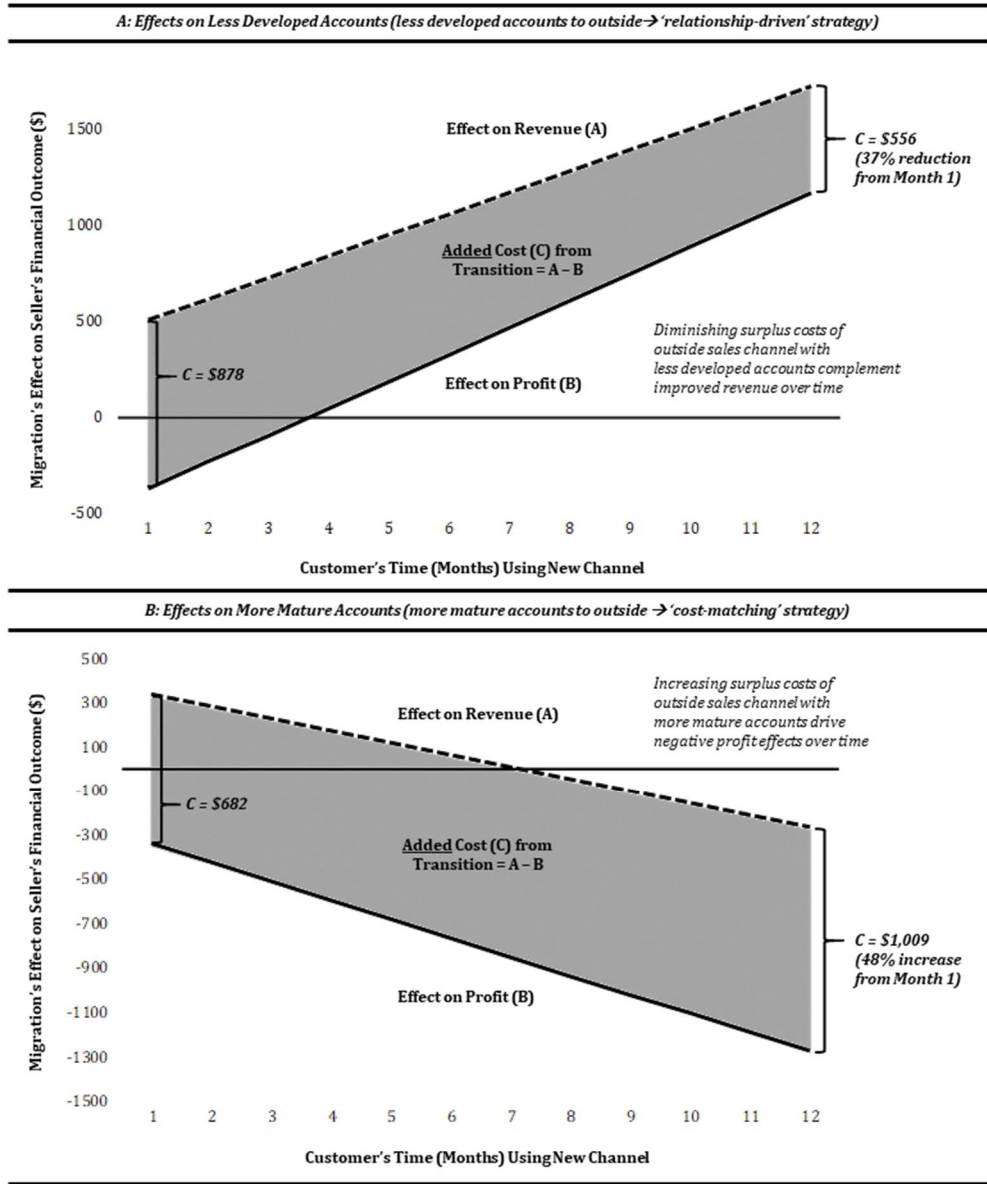 A: Effects on Less Developed Accounts (less developed accounts to outside→ 'relationship-driven' strategy)
Migration's Effect on Seller's Financial Outcome ($)
1500
1000
500
0
-500
Effect on Revenue (A)
C = $556
(37% reduction
from Month 1)
Added Cost (C) from
Transition = A – B
Diminishing surplus costs of
outside sales channel with
less developed accounts complement
improved revenue over time
C = $878
Effect on Profit (B)
1 2 3 4 5 6 7 8 9 10 11 12
Customer's Time (Months) Using New Channel
B: Effects on More Mature Accounts (more mature accounts to outside → 'cost-matching' strategy)
Migration's Effect on Seller's Financial Outcome ($)
500
300
100
-100
-300
-500
-700
-900
-1100
-1300
-1500
Increasing surplus costs of
outside sales channel with
more mature accounts drive
negative profit effects over time
Effect on Revenue (A)
C = $682
Added Cost (C) from
Transition = A – B
C = $1,009
(48% increase
from Month 1)
Effect on Profit (B)
1 2 3 4 5 6 7 8 9 10 11 12
Customer's Time (Months) Using New Channel